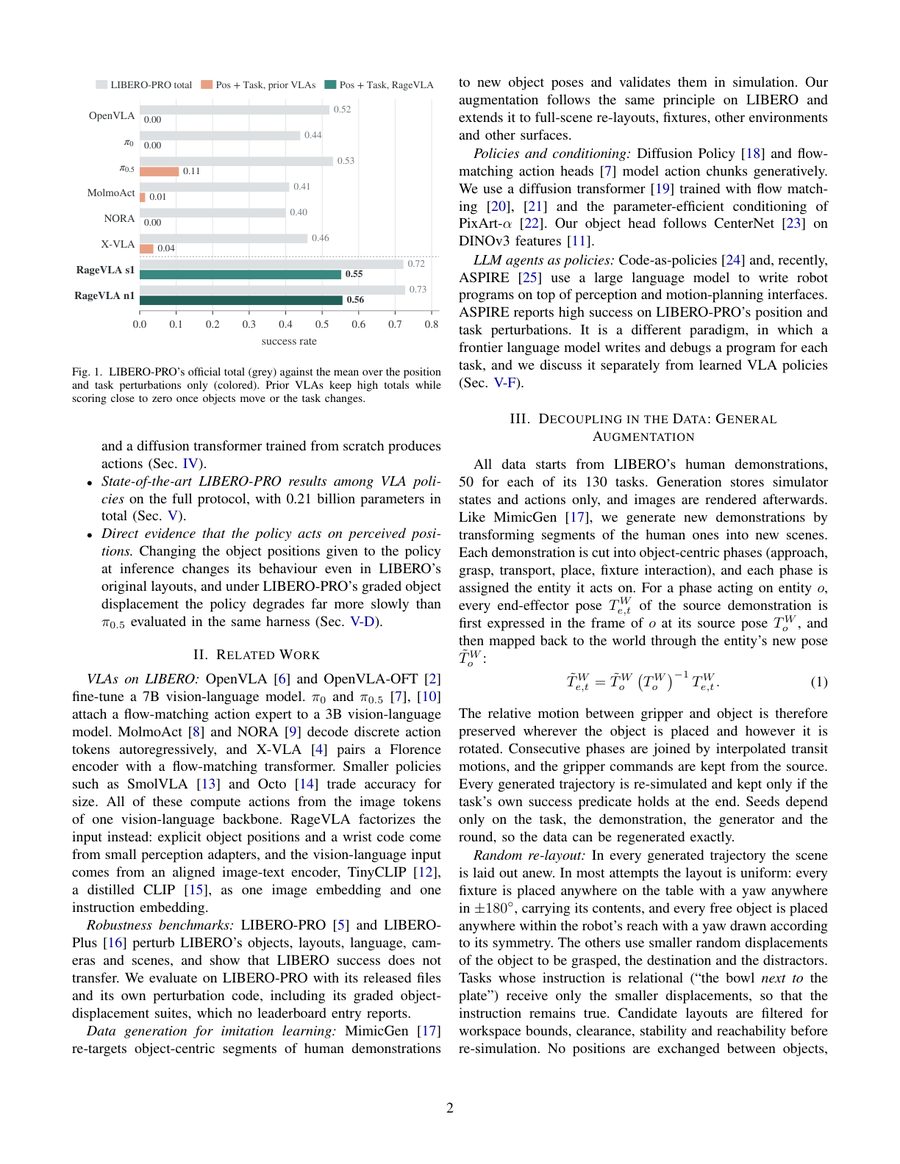 LIBERO-PRO total Pos + Task, prior VLAs Pos + Task, RageVLA
OpenVLA 0.52
0.00
π0 0.44
0.00
π0.5 0.53
0.11
MolmoAct 0.41
0.01
NORA 0.40
0.00
X-VLA 0.46
0.04
RageVLA s1 0.72
0.55
RageVLA n1 0.73
0.56
0.0 0.1 0.2 0.3 0.4 0.5 0.6 0.7 0.8
success rate
Fig. 1. LIBERO-PRO's official total (grey) against the mean over the position
and task perturbations only (colored). Prior VLAs keep high totals while
scoring close to zero once objects move or the task changes.
and a diffusion transformer trained from scratch produces
actions (Sec. IV).
• State-of-the-art LIBERO-PRO results among VLA poli-
cies on the full protocol, with 0.21 billion parameters in
total (Sec. V).
• Direct evidence that the policy acts on perceived posi-
tions. Changing the object positions given to the policy
at inference changes its behaviour even in LIBERO's
original layouts, and under LIBERO-PRO's graded object
displacement the policy degrades far more slowly than
π0.5 evaluated in the same harness (Sec. V-D).
II. RELATED WORK
VLAs on LIBERO: OpenVLA [6] and OpenVLA-OFT [2]
fine-tune a 7B vision-language model. π0 and π0.5 [7], [10]
attach a flow-matching action expert to a 3B vision-language
model. MolmoAct [8] and NORA [9] decode discrete action
tokens autoregressively, and X-VLA [4] pairs a Florence
encoder with a flow-matching transformer. Smaller policies
such as SmolVLA [13] and Octo [14] trade accuracy for
size. All of these compute actions from the image tokens
of one vision-language backbone. RageVLA factorizes the
input instead: explicit object positions and a wrist code come
from small perception adapters, and the vision-language input
comes from an aligned image-text encoder, TinyCLIP [12],
a distilled CLIP [15], as one image embedding and one
instruction embedding.
Robustness benchmarks: LIBERO-PRO [5] and LIBERO-
Plus [16] perturb LIBERO's objects, layouts, language, cam-
eras and scenes, and show that LIBERO success does not
transfer. We evaluate on LIBERO-PRO with its released files
and its own perturbation code, including its graded object-
displacement suites, which no leaderboard entry reports.
Data generation for imitation learning: MimicGen [17]
re-targets object-centric segments of human demonstrations
to new object poses and validates them in simulation. Our
augmentation follows the same principle on LIBERO and
extends it to full-scene re-layouts, fixtures, other environments
and other surfaces.
Policies and conditioning: Diffusion Policy [18] and flow-
matching action heads [7] model action chunks generatively.
We use a diffusion transformer [19] trained with flow match-
ing [20], [21] and the parameter-efficient conditioning of
PixArt-α [22]. Our object head follows CenterNet [23] on
DINOv3 features [11].
LLM agents as policies: Code-as-policies [24] and, recently,
ASPIRE [25] use a large language model to write robot
programs on top of perception and motion-planning interfaces.
ASPIRE reports high success on LIBERO-PRO's position and
task perturbations. It is a different paradigm, in which a
frontier language model writes and debugs a program for each
task, and we discuss it separately from learned VLA policies
(Sec. V-F).
III. DECOUPLING IN THE DATA: GENERAL
AUGMENTATION
All data starts from LIBERO's human demonstrations,
50 for each of its 130 tasks. Generation stores simulator
states and actions only, and images are rendered afterwards.
Like MimicGen [17], we generate new demonstrations by
transforming segments of the human ones into new scenes.
Each demonstration is cut into object-centric phases (approach,
grasp, transport, place, fixture interaction), and each phase is
assigned the entity it acts on. For a phase acting on entity o,
every end-effector pose T^W_{e,t} of the source demonstration is
first expressed in the frame of o at its source pose T^W_o, and
then mapped back to the world through the entity's new pose
T̃^W_o:
T̃^W_{e,t} = T̃^W_o (T^W_o)^{−1} T^W_{e,t}. (1)
The relative motion between gripper and object is therefore
preserved wherever the object is placed and however it is
rotated. Consecutive phases are joined by interpolated transit
motions, and the gripper commands are kept from the source.
Every generated trajectory is re-simulated and kept only if the
task's own success predicate holds at the end. Seeds depend
only on the task, the demonstration, the generator and the
round, so the data can be regenerated exactly.
Random re-layout: In every generated trajectory the scene
is laid out anew. In most attempts the layout is uniform: every
fixture is placed anywhere on the table with a yaw anywhere
in ±180°, carrying its contents, and every free object is placed
anywhere within the robot's reach with a yaw drawn according
to its symmetry. The others use smaller random displacements
of the object to be grasped, the destination and the distractors.
Tasks whose instruction is relational ("the bowl next to the
plate") receive only the smaller displacements, so that the
instruction remains true. Candidate layouts are filtered for
workspace bounds, clearance, stability and reachability before
re-simulation. No positions are exchanged between objects,
2